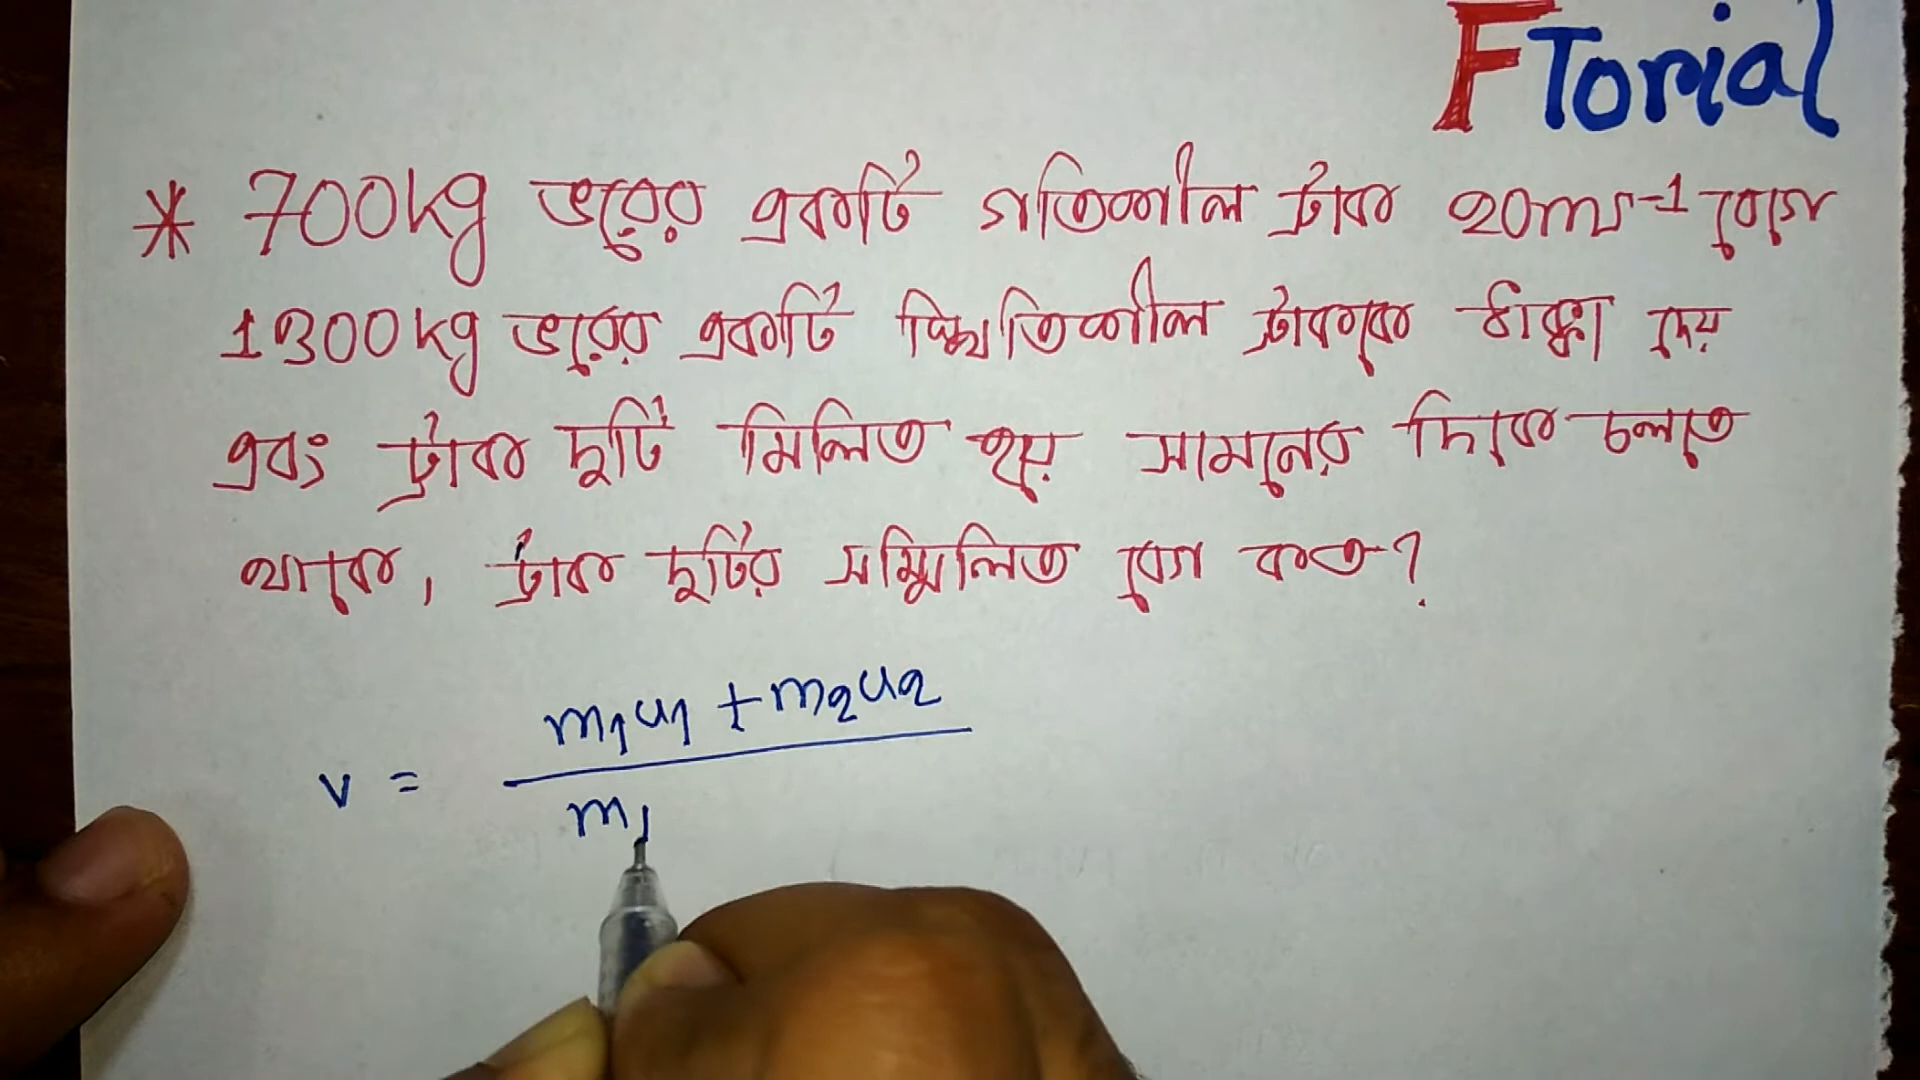 FTorial
* 700kg ভরের একটি গতিশীল ট্রাক 20ms-1 বেগে
1300kg ভরের একটি স্থিতিশীল ট্রাককে ধাক্কা দেয়
এবং ট্রাক দুটি মিলিত হয়ে সামনের দিকে চলতে
থাকে, ট্রাক দুটির সম্মিলিত বেগ কত?
m1u1 + m2u2
v =
m1